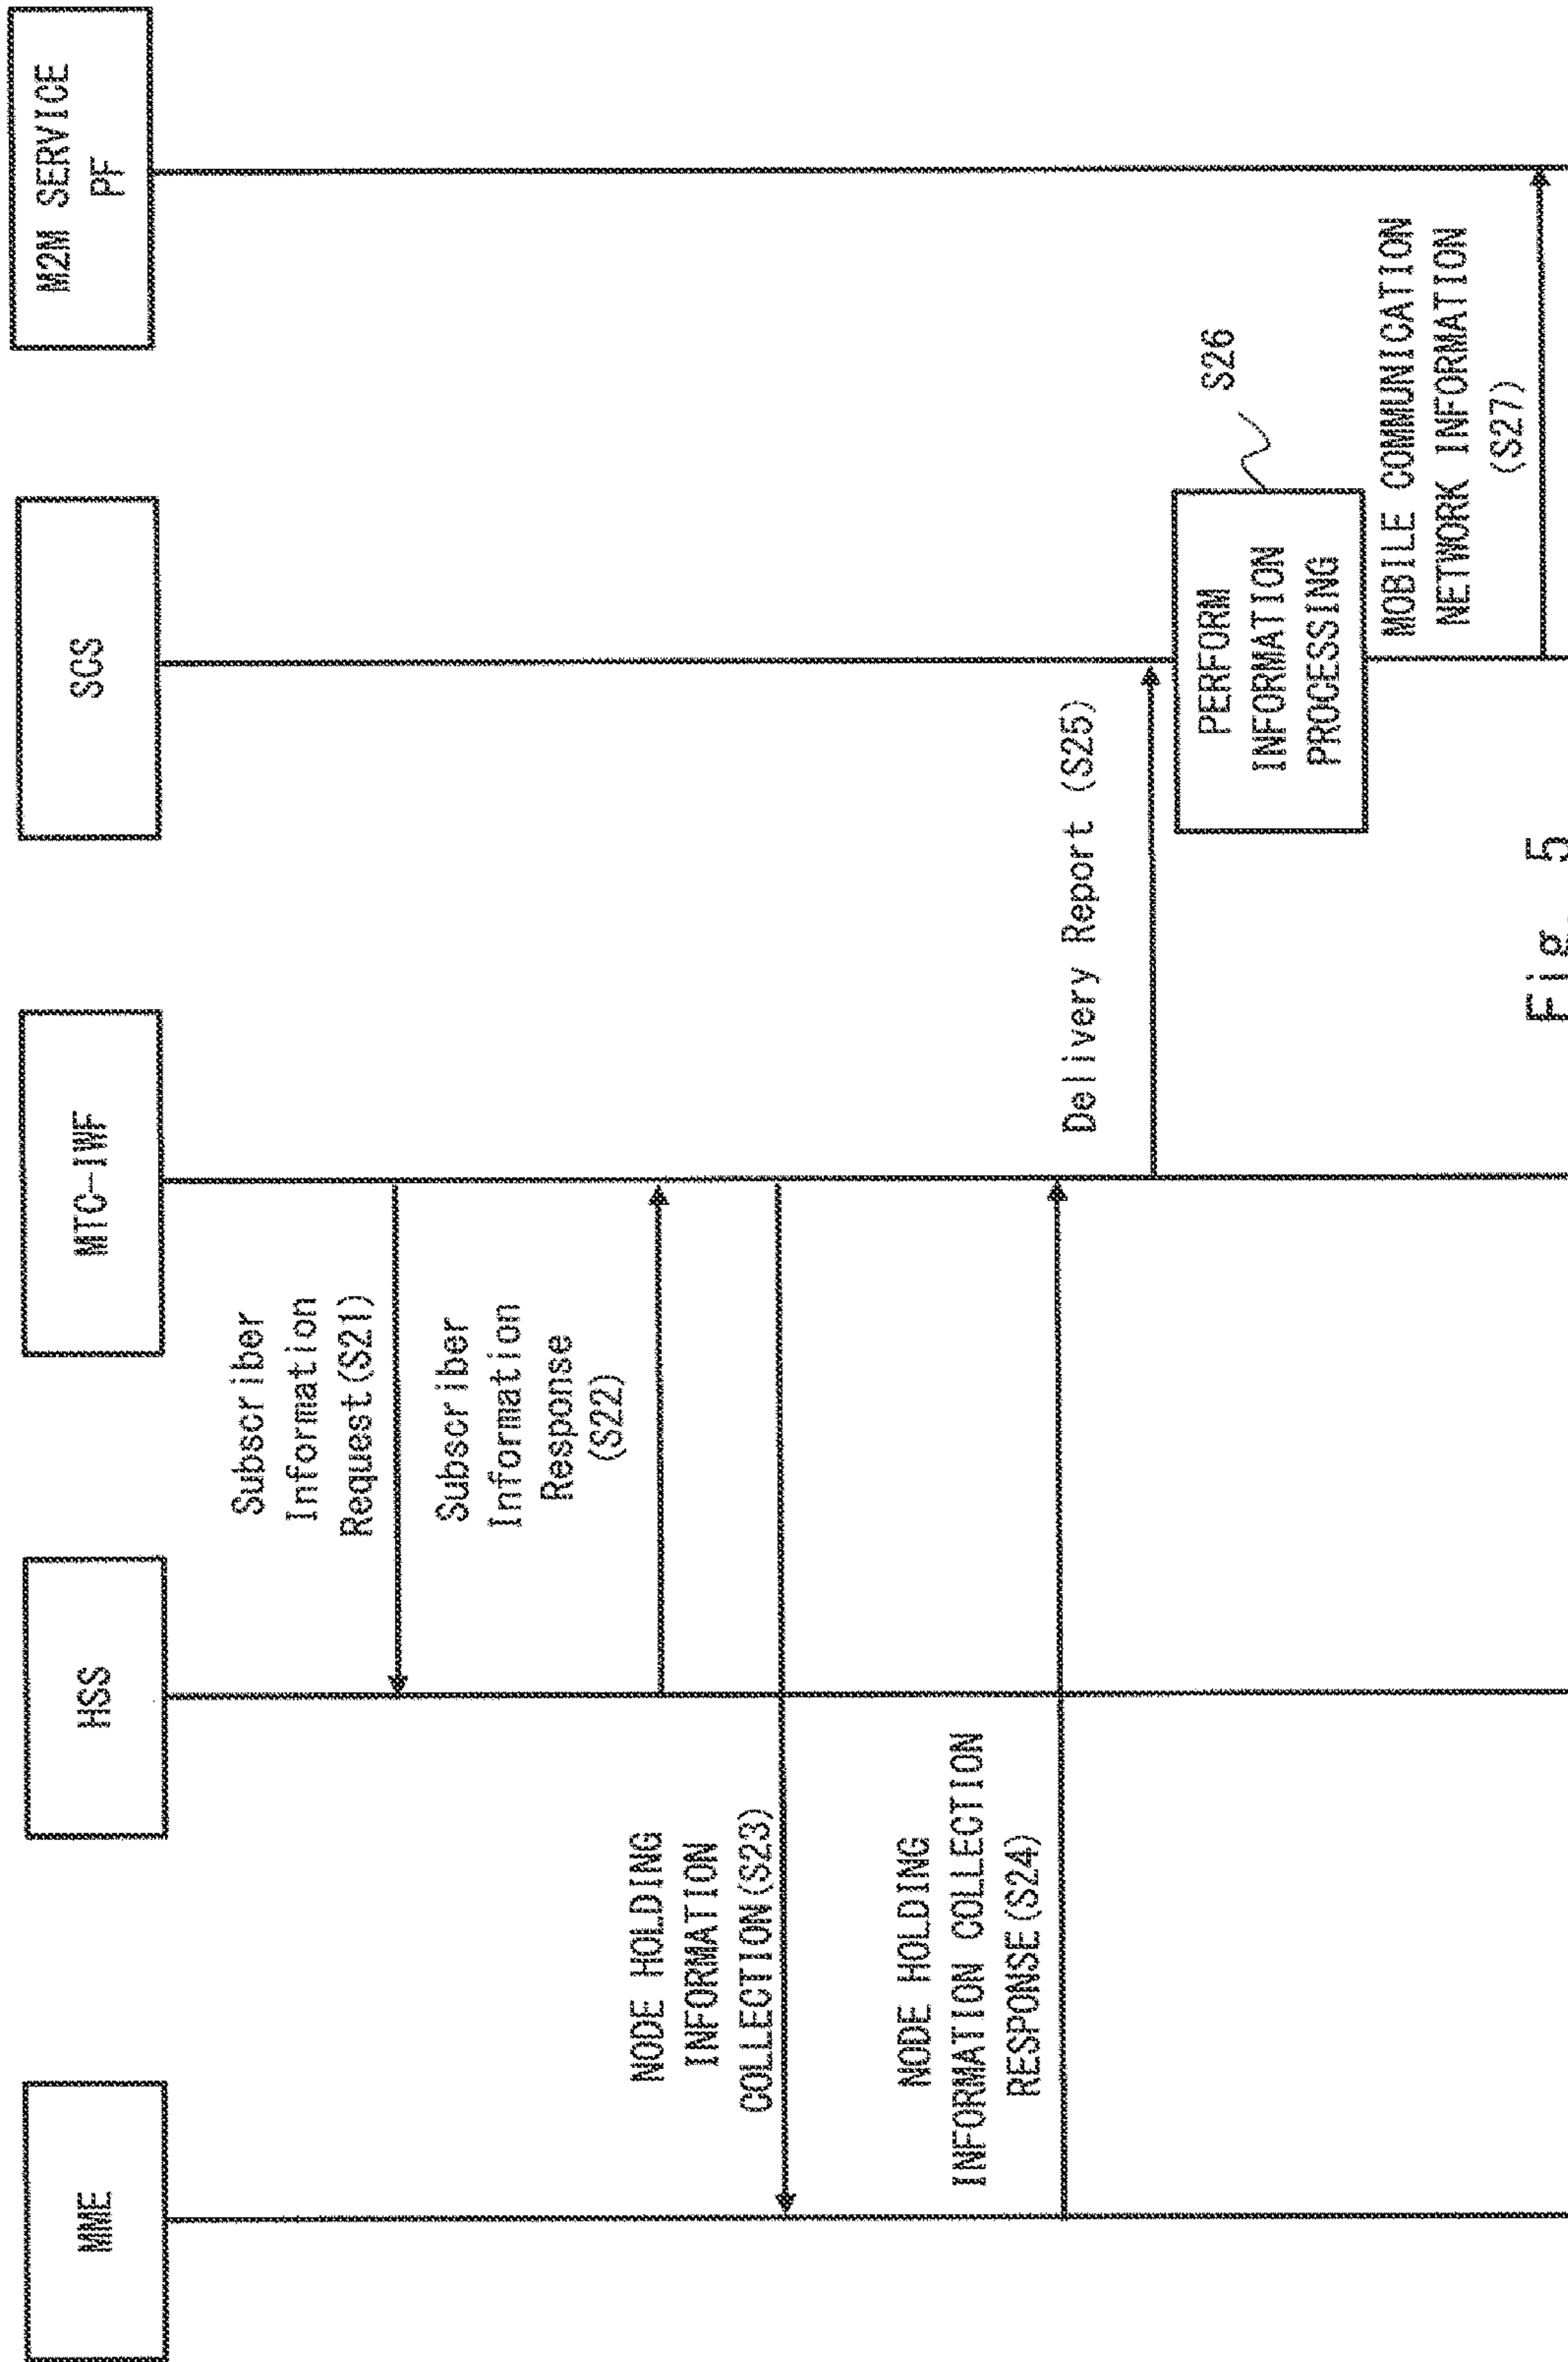 MME
HSS
MTC-IWF
SCS
M2M SERVICE
PF
Subscriber
Information
Request(S21)
Subscriber
Information
Response
(S22)
NODE HOLDING
INFORMATION
COLLECTION(S23)
NODE HOLDING
INFORMATION COLLECTION
RESPONSE(S24)
Delivery Report (S25)
PERFORM
INFORMATION
PROCESSING
S26
MOBILE COMMUNICATION
NETWORK INFORMATION
(S27)
Fig. 5